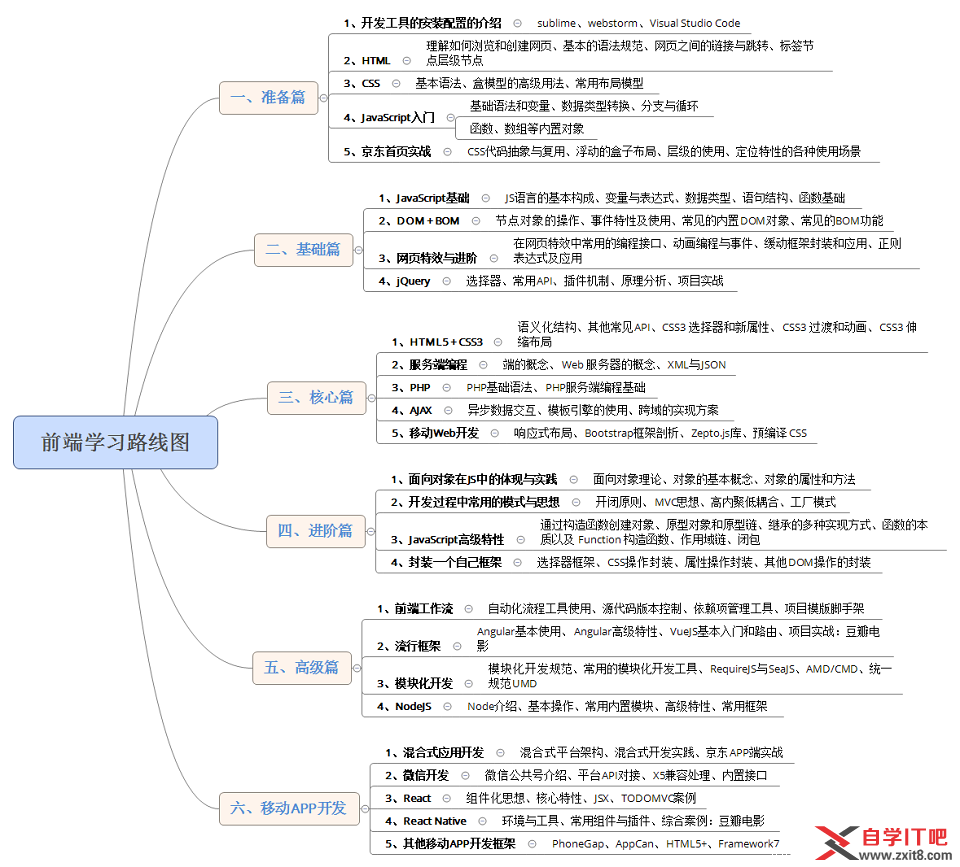 前端学习路线图
一、准备篇
1、开发工具的安装配置的介绍
sublime、webstorm、Visual Studio Code
2、HTML
理解如何浏览和创建网页、基本的语法规范、网页之间的链接与跳转、标签节
点层级节点
3、CSS
基本语法、盒模型的高级用法、常用布局模型
4、JavaScript入门
基础语法和变量、数据类型转换、分支与循环
函数、数组等内置对象
5、京东首页实战
CSS代码抽象与复用、浮动的盒子布局、层级的使用、定位特性的各种使用场景
二、基础篇
1、JavaScript基础
JS语言的基本构成、变量与表达式、数据类型、语句结构、函数基础
2、DOM+BOM
节点对象的操作、事件特性及使用、常见的内置DOM对象、常见的BOM功能
3、网页特效与进阶
在网页特效中常用的编程接口、动画编程与事件、缓动框架封装和应用、正则
表达式及应用
4、jQuery
选择器、常用API、插件机制、原理分析、项目实战
三、核心篇
1、HTML5+CSS3
语义化结构、其他常见API、CSS3 选择器和新属性、CSS3 过渡和动画、CSS3 伸
缩布局
2、服务端编程
端的概念、Web 服务器的概念、XML与JSON
3、PHP
PHP基础语法、PHP服务端编程基础
4、AJAX
异步数据交互、模板引擎的使用、跨域的实现方案
5、移动Web开发
响应式布局、Bootstrap框架剖析、Zepto.js库、预编译 CSS
四、进阶篇
1、面向对象在JS中的体现与实践
面向对象理论、对象的基本概念、对象的属性和方法
2、开发过程中常用的模式与思想
开闭原则、MVC思想、高内聚低耦合、工厂模式
3、JavaScript高级特性
通过构造函数创建对象、原型对象和原型链、继承的多种实现方式、函数的本
质以及 Function 构造函数、作用域链、闭包
4、封装一个自己框架
选择器框架、CSS操作封装、属性操作封装、其他DOM操作的封装
五、高级篇
1、前端工作流
自动化流程工具使用、源代码版本控制、依赖项管理工具、项目模版脚手架
2、流行框架
Angular基本使用、Angular高级特性、VueJS基本入门和路由、项目实战：豆瓣电
影
3、模块化开发
模块化开发规范、常用的模块化开发工具、RequireJS与SeaJS、AMD/CMD、统一
规范UMD
4、NodeJS
Node介绍、基本操作、常用内置模块、高级特性、常用框架
六、移动APP开发
1、混合式应用开发
混合式平台架构、混合式开发实践、京东APP端实战
2、微信开发
微信公共号介绍、平台API对接、X5兼容处理、内置接口
3、React
组件化思想、核心特性、JSX、TODOMVC案例
4、React Native
环境与工具、常用组件与插件、综合案例：豆瓣电影
5、其他移动APP开发框架
PhoneGap、AppCan、HTML5+、Framework7
自学IT吧
www.zxit8.com